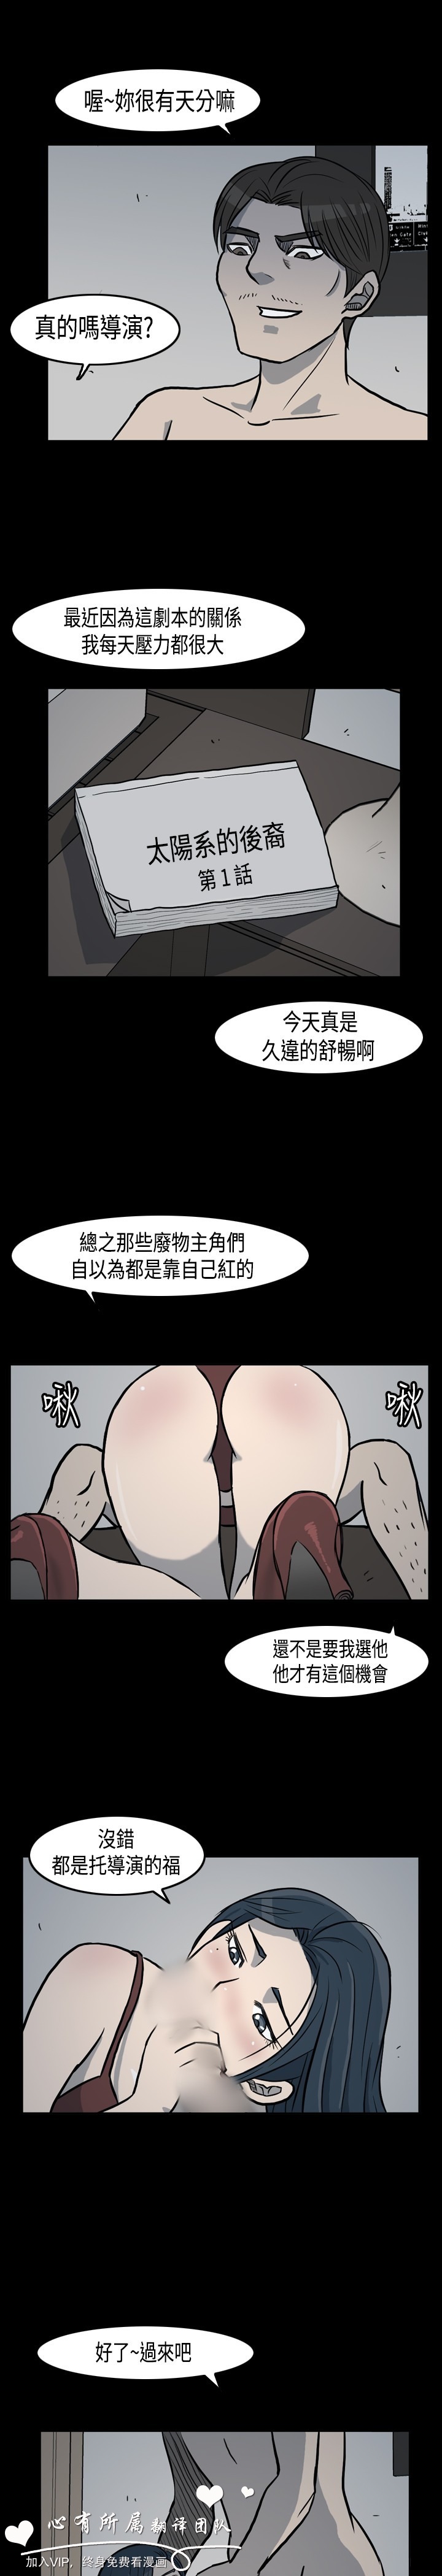 喔~妳很有天分嘛
真的嗎導演?
最近因為這劇本的關係
我每天壓力都很大
太陽系的後裔
第1話
今天真是
久違的舒暢啊
總之那些廢物主角們
自以為都是靠自己紅的
啾
啾
還不是要我選他
他才有這個機會
沒錯
都是托導演的福
好了~過來吧
心有所属翻译团队
加入VIP，终身免费看漫画